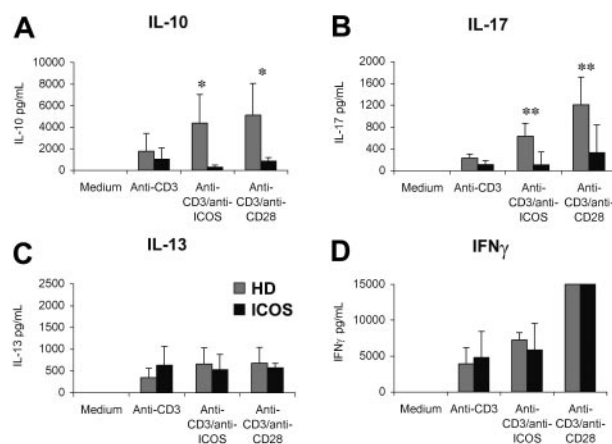 A
IL-10
IL-10 pg/mL
10000
8000
6000
4000
2000
0
*
*
Medium Anti-CD3 Anti- Anti-
CD3/anti- CD3/anti-
ICOS CD28
B
IL-17
IL-17 pg/mL
1600
1200
800
400
0
**
**
Medium Anti-CD3 Anti- Anti-
CD3/anti- CD3/anti-
ICOS CD28
C
IL-13
IL-13 pg/mL
2500
2000
1500
1000
500
0
HD
ICOS
Medium Anti-CD3 Anti- Anti-
CD3/anti- CD3/anti-
ICOS CD28
D
IFNγ
IFNγ pg/mL
15000
10000
5000
0
Medium Anti-CD3 Anti- Anti-
CD3/anti- CD3/anti-
ICOS CD28